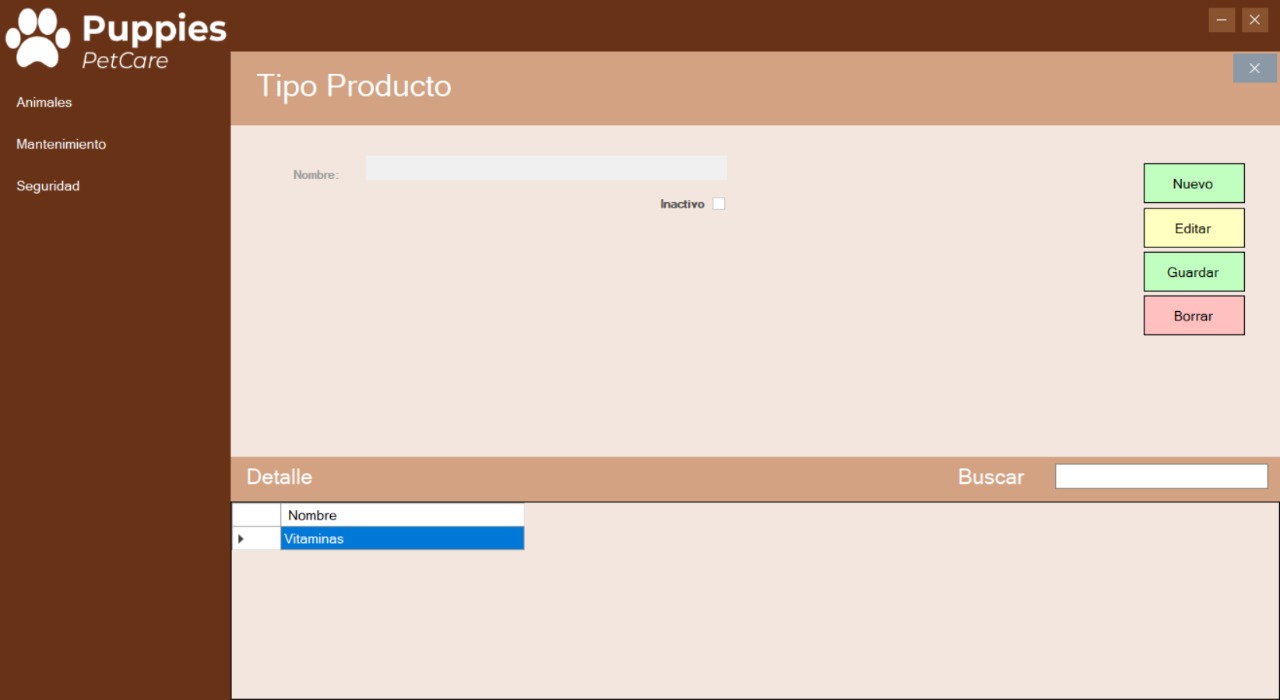 Puppies
PetCare
Animales
Mantenimiento
Seguridad
Tipo Producto
Nombre:
Inactivo
Nuevo
Editar
Guardar
Borrar
Detalle
Buscar
Nombre
Vitaminas